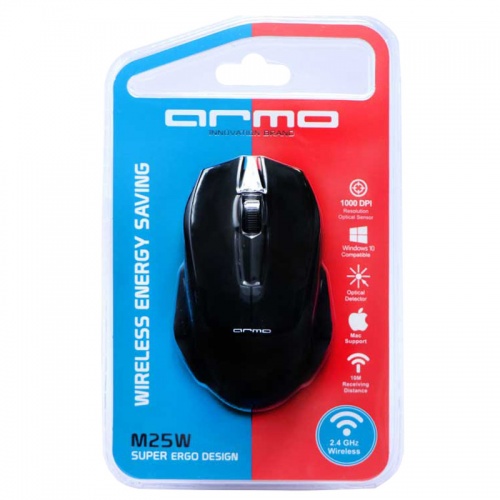 armo
INNOVATION BRAND
WIRELESS ENERGY SAVING
1000 DPI
Resolution
Optical Sensor
Windows 10
Compatible
Optical
Detector
Mac
Support
10M
Receiving
Distance
armo
M25W
SUPER ERGO DESIGN
2.4 GHz
Wireless